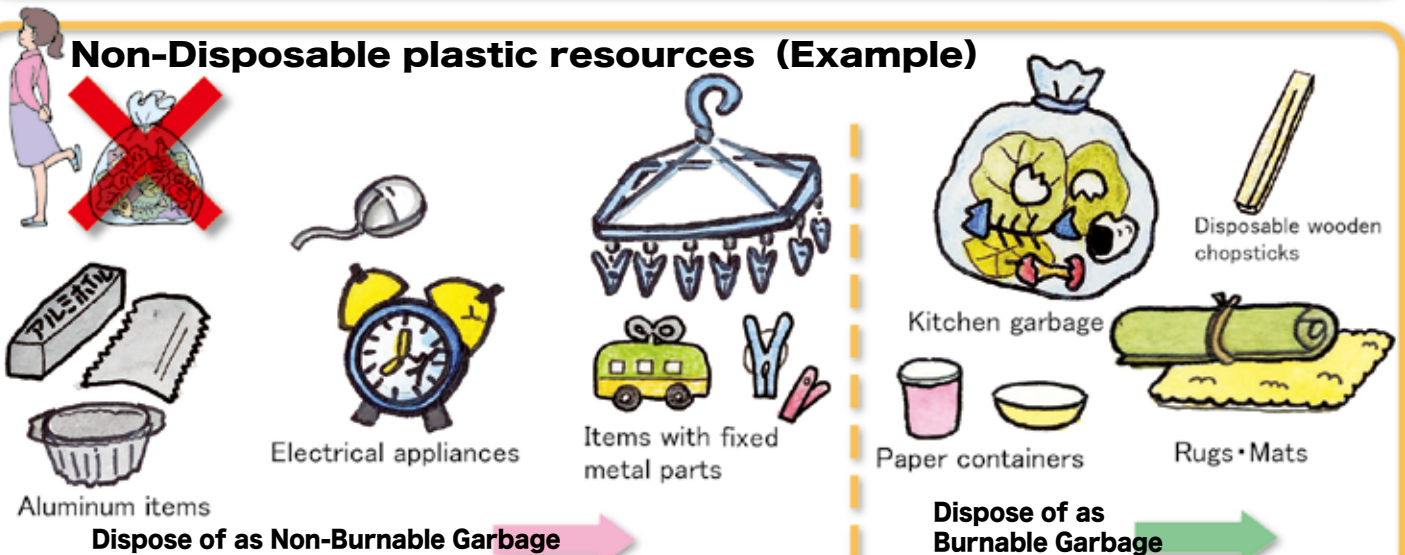 Non-Disposable plastic resources (Example)
アルミホイル
Aluminum items
Electrical appliances
Items with fixed
metal parts
Dispose of as Non-Burnable Garbage
Disposable wooden
chopsticks
Kitchen garbage
Paper containers
Rugs・Mats
Dispose of as
Burnable Garbage